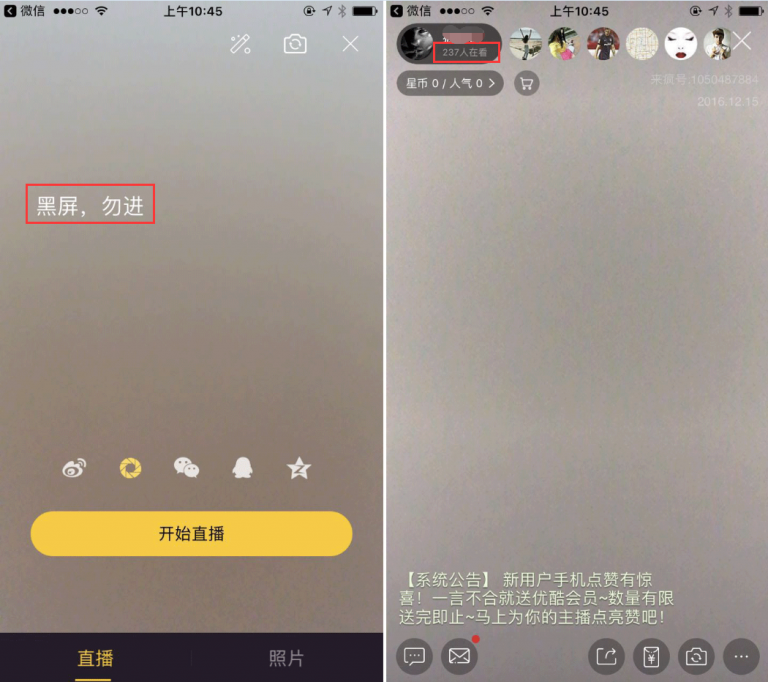 微信
上午10:45
黑屏，勿进
开始直播
直播
照片
微信
上午10:45
237人在看
星币 0 / 人气 0
来疯号:1050457884
2016.12.15
【系统公告】 新用户手机点赞有惊
喜！一言不合就送优酷会员~数量有限
送完即止~马上为你的主播点亮赞吧！